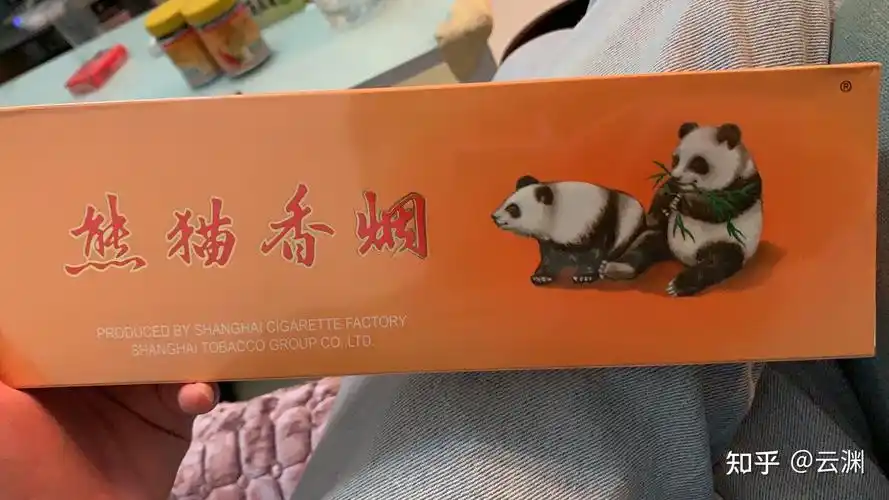 ®
熊猫香烟
PRODUCED BY SHANGHAI CIGARETTE FACTORY
SHANGHAI TOBACCO GROUP CO., LTD.
知乎 @云渊